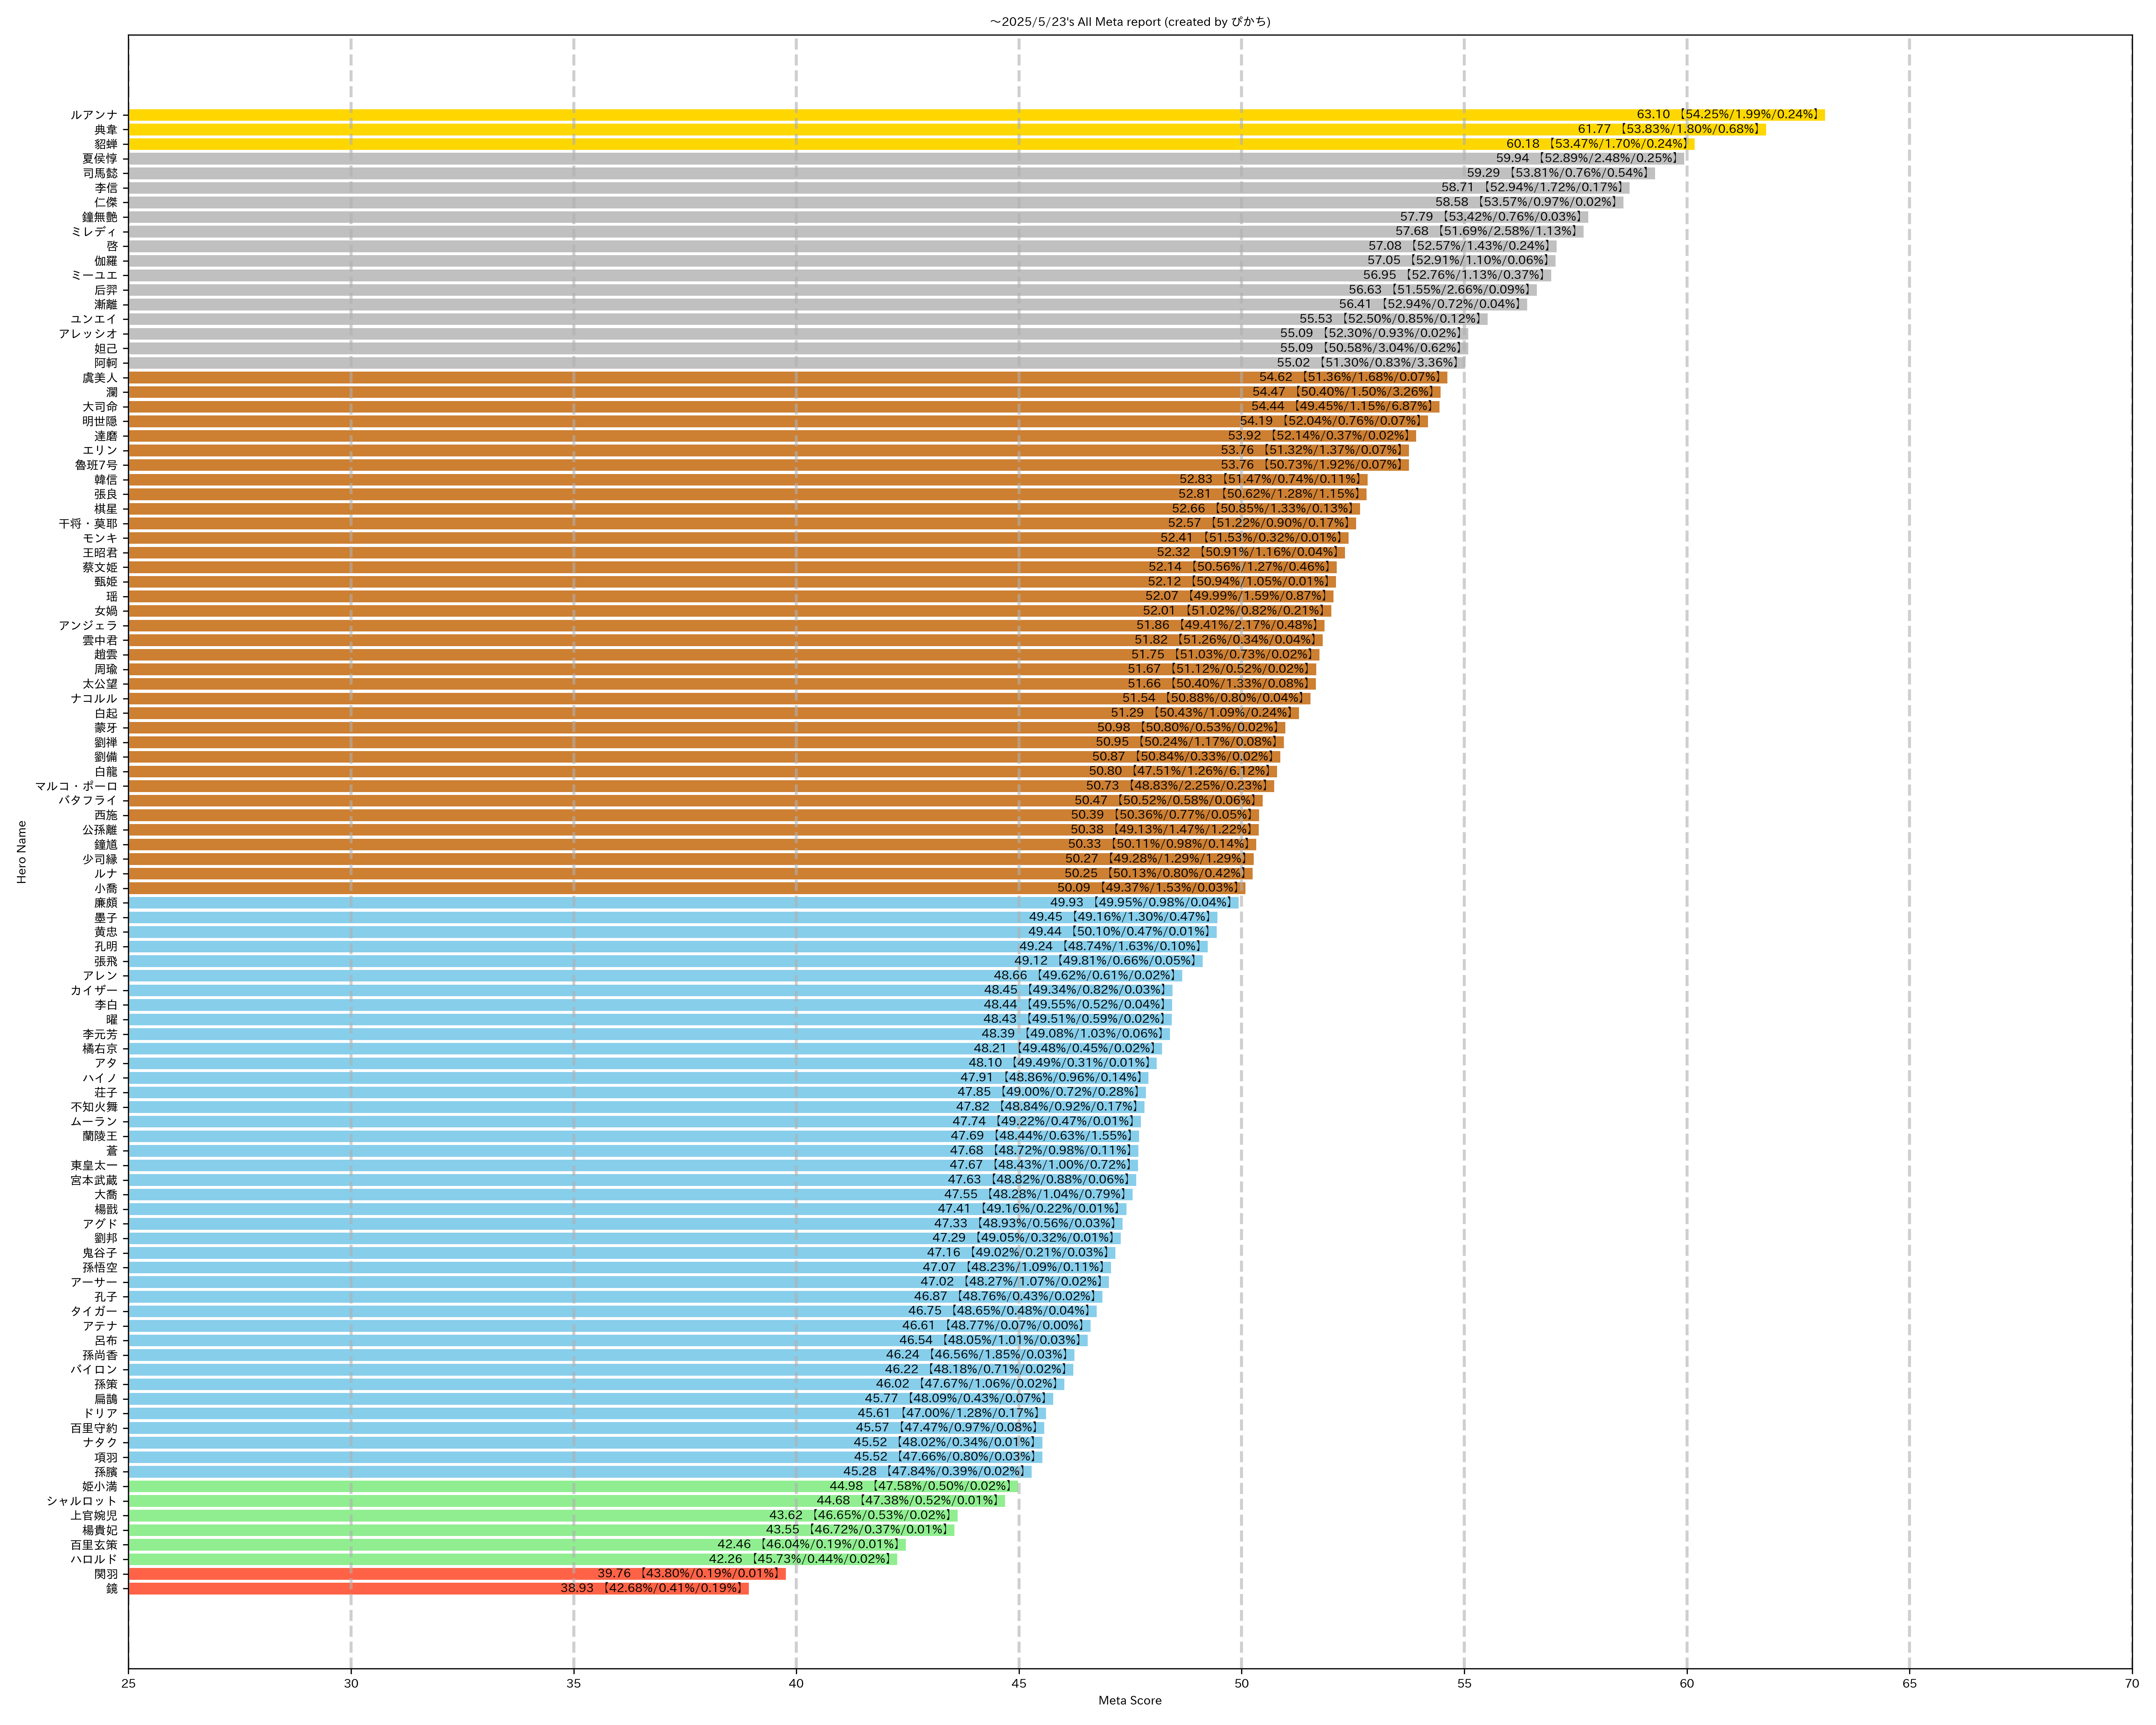 ～2025/5/23's All Meta report (created by ぴかち)
Hero Name
ルアンナ 63.10 【54.25%/1.99%/0.24%】
典韋 61.77 【53.83%/1.80%/0.68%】
貂蝉 60.18 【53.47%/1.70%/0.24%】
夏侯惇 59.94 【52.89%/2.48%/0.25%】
司馬懿 59.29 【53.81%/0.76%/0.54%】
李信 58.71 【52.94%/1.72%/0.17%】
仁傑 58.58 【53.57%/0.97%/0.02%】
鐘無艶 57.79 【53.42%/0.76%/0.03%】
ミレディ 57.68 【51.69%/2.58%/1.13%】
啓 57.08 【52.57%/1.43%/0.24%】
伽羅 57.05 【52.91%/1.10%/0.06%】
ミーユエ 56.95 【52.76%/1.13%/0.37%】
后羿 56.63 【51.55%/2.66%/0.09%】
漸離 56.41 【52.94%/0.72%/0.04%】
ユンエイ 55.53 【52.50%/0.85%/0.12%】
アレッシオ 55.09 【52.30%/0.93%/0.02%】
妲己 55.09 【50.58%/3.04%/0.62%】
阿軻 55.02 【51.30%/0.83%/3.36%】
虞美人 54.62 【51.36%/1.68%/0.07%】
瀾 54.47 【50.40%/1.50%/3.26%】
大司命 54.44 【49.45%/1.15%/6.87%】
明世隠 54.19 【52.04%/0.76%/0.07%】
達磨 53.92 【52.14%/0.37%/0.02%】
エリン 53.76 【51.32%/1.37%/0.07%】
魯班7号 53.76 【50.73%/1.92%/0.07%】
韓信 52.83 【51.47%/0.74%/0.11%】
張良 52.81 【50.62%/1.28%/1.15%】
棋星 52.66 【50.85%/1.33%/0.13%】
干将・莫耶 52.57 【51.22%/0.90%/0.17%】
モンキ 52.41 【51.53%/0.32%/0.01%】
王昭君 52.32 【50.91%/1.16%/0.04%】
蔡文姫 52.14 【50.56%/1.27%/0.46%】
甄姫 52.12 【50.94%/1.05%/0.01%】
瑶 52.07 【49.99%/1.59%/0.87%】
女媧 52.01 【51.02%/0.82%/0.21%】
アンジェラ 51.86 【49.41%/2.17%/0.48%】
雲中君 51.82 【51.26%/0.34%/0.04%】
趙雲 51.75 【51.03%/0.73%/0.02%】
周瑜 51.67 【51.12%/0.52%/0.02%】
太公望 51.66 【50.40%/1.33%/0.08%】
ナコルル 51.54 【50.88%/0.80%/0.04%】
白起 51.29 【50.43%/1.09%/0.24%】
蒙牙 50.98 【50.80%/0.53%/0.02%】
劉禅 50.95 【50.24%/1.17%/0.08%】
劉備 50.87 【50.84%/0.33%/0.02%】
白龍 50.80 【47.51%/1.26%/6.12%】
マルコ・ポーロ 50.73 【48.83%/2.25%/0.23%】
バタフライ 50.47 【50.52%/0.58%/0.06%】
西施 50.39 【50.36%/0.77%/0.05%】
公孫離 50.38 【49.13%/1.47%/1.22%】
鐘馗 50.33 【50.11%/0.98%/0.14%】
少司縁 50.27 【49.28%/1.29%/1.29%】
ルナ 50.25 【50.13%/0.80%/0.42%】
小喬 50.09 【49.37%/1.53%/0.03%】
廉頗 49.93 【49.95%/0.98%/0.04%】
墨子 49.45 【49.16%/1.30%/0.47%】
黄忠 49.44 【50.10%/0.47%/0.01%】
孔明 49.24 【48.74%/1.63%/0.10%】
張飛 49.12 【49.81%/0.66%/0.05%】
アレン 48.66 【49.62%/0.61%/0.02%】
カイザー 48.45 【49.34%/0.82%/0.03%】
李白 48.44 【49.55%/0.52%/0.04%】
曜 48.43 【49.51%/0.59%/0.02%】
李元芳 48.39 【49.08%/1.03%/0.06%】
橘右京 48.21 【49.48%/0.45%/0.02%】
アタ 48.10 【49.49%/0.31%/0.01%】
ハイノ 47.91 【48.86%/0.96%/0.14%】
荘子 47.85 【49.00%/0.72%/0.28%】
不知火舞 47.82 【48.84%/0.92%/0.17%】
ムーラン 47.74 【49.22%/0.47%/0.01%】
蘭陵王 47.69 【48.44%/0.63%/1.55%】
蒼 47.68 【48.72%/0.98%/0.11%】
東皇太一 47.67 【48.43%/1.00%/0.72%】
宮本武蔵 47.63 【48.82%/0.88%/0.06%】
大喬 47.55 【48.28%/1.04%/0.79%】
楊戩 47.41 【49.16%/0.22%/0.01%】
アグド 47.33 【48.93%/0.56%/0.03%】
劉邦 47.29 【49.05%/0.32%/0.01%】
鬼谷子 47.16 【49.02%/0.21%/0.03%】
孫悟空 47.07 【48.23%/1.09%/0.11%】
アーサー 47.02 【48.27%/1.07%/0.02%】
孔子 46.87 【48.76%/0.43%/0.02%】
タイガー 46.75 【48.65%/0.48%/0.04%】
アテナ 46.61 【48.77%/0.07%/0.00%】
呂布 46.54 【48.05%/1.01%/0.03%】
孫尚香 46.24 【46.56%/1.85%/0.03%】
バイロン 46.22 【48.18%/0.71%/0.02%】
孫策 46.02 【47.67%/1.06%/0.02%】
扁鵲 45.77 【48.09%/0.43%/0.07%】
ドリア 45.61 【47.00%/1.28%/0.17%】
百里守約 45.57 【47.47%/0.97%/0.08%】
ナタク 45.52 【48.02%/0.34%/0.01%】
項羽 45.52 【47.66%/0.80%/0.03%】
孫臏 45.28 【47.84%/0.39%/0.02%】
姫小満 44.98 【47.58%/0.50%/0.02%】
シャルロット 44.68 【47.38%/0.52%/0.01%】
上官婉児 43.62 【46.65%/0.53%/0.02%】
楊貴妃 43.55 【46.72%/0.37%/0.01%】
百里玄策 42.46 【46.04%/0.19%/0.01%】
ハロルド 42.26 【45.73%/0.44%/0.02%】
関羽 39.76 【43.80%/0.19%/0.01%】
鏡 38.93 【42.68%/0.41%/0.19%】
25 30 35 40 45 50 55 60 65 70
Meta Score